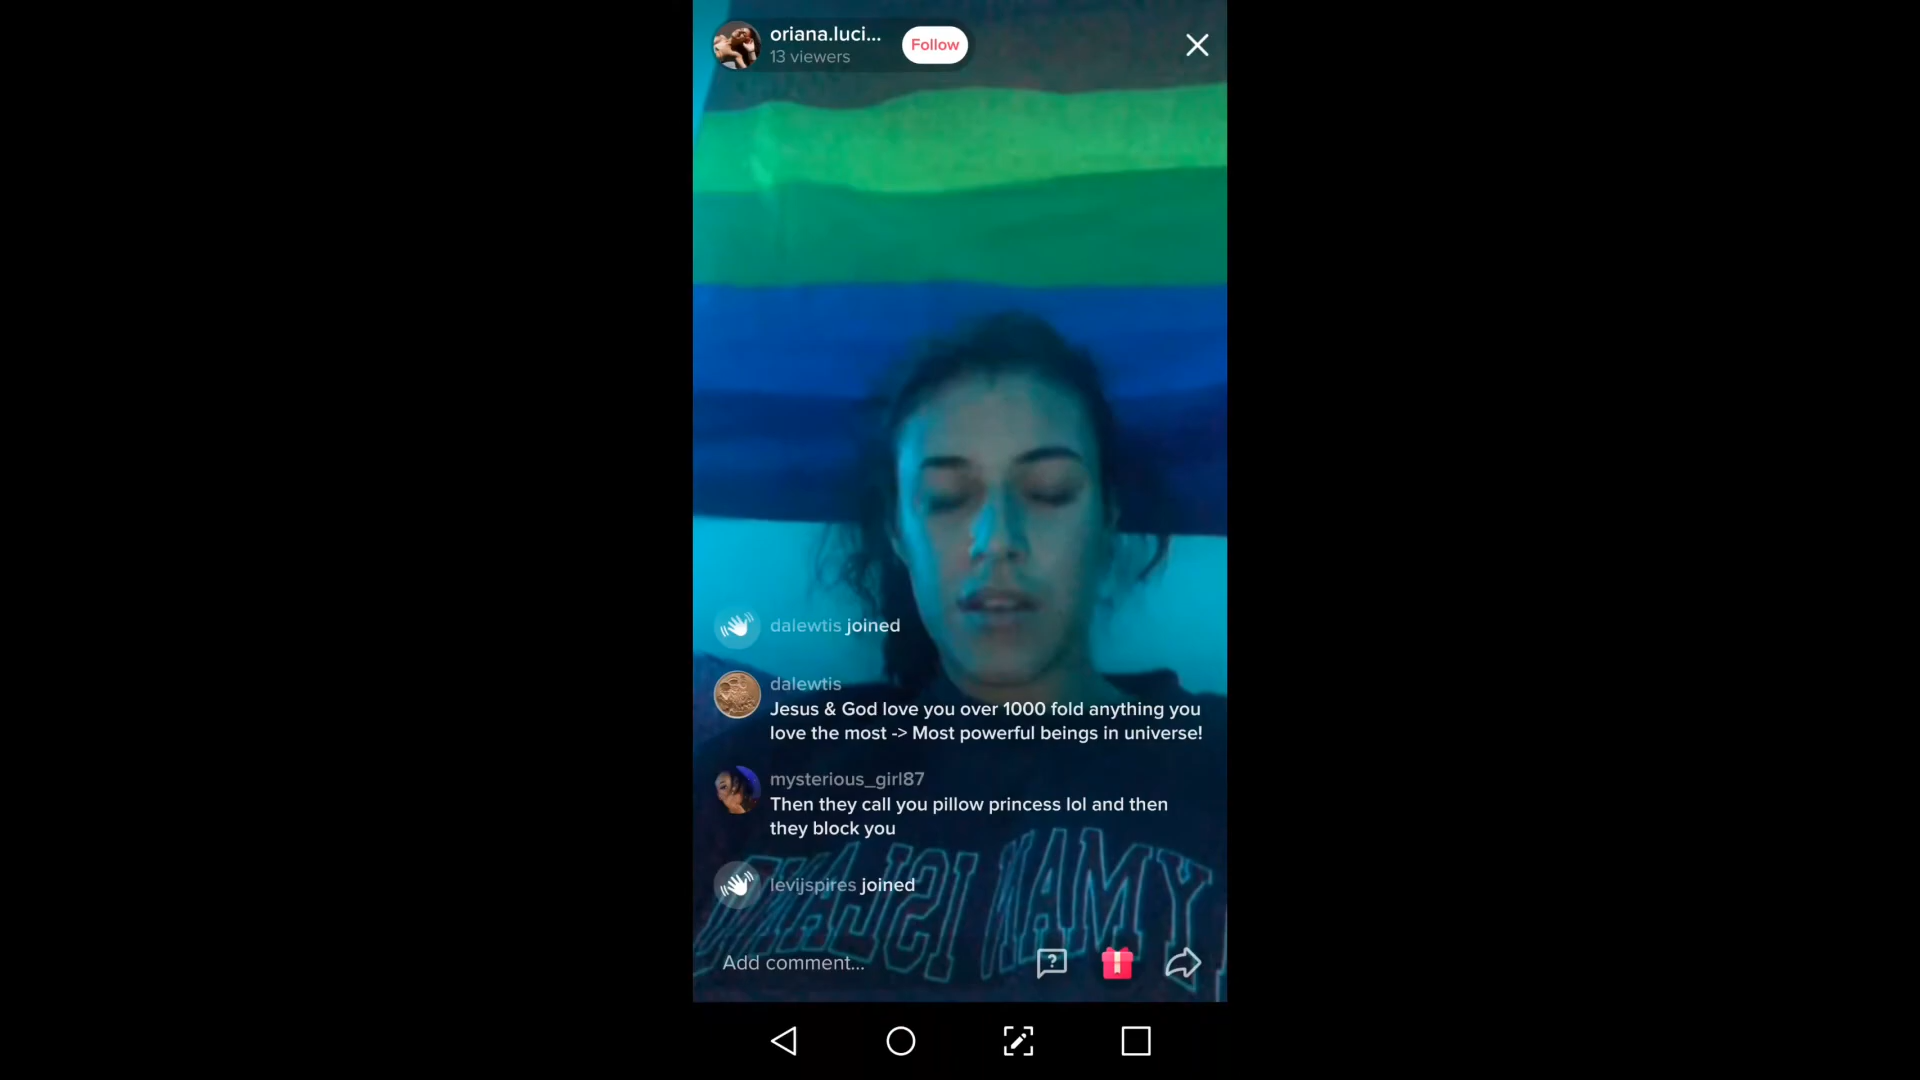 oriana.luci...
13 viewers
Follow
dalewtis joined
dalewtis
Jesus & God love you over 1000 fold anything you
love the most -> Most powerful beings in universe!
mysterious_girl87
Then they call you pillow princess lol and then
they block you
levijspires joined
Add comment...